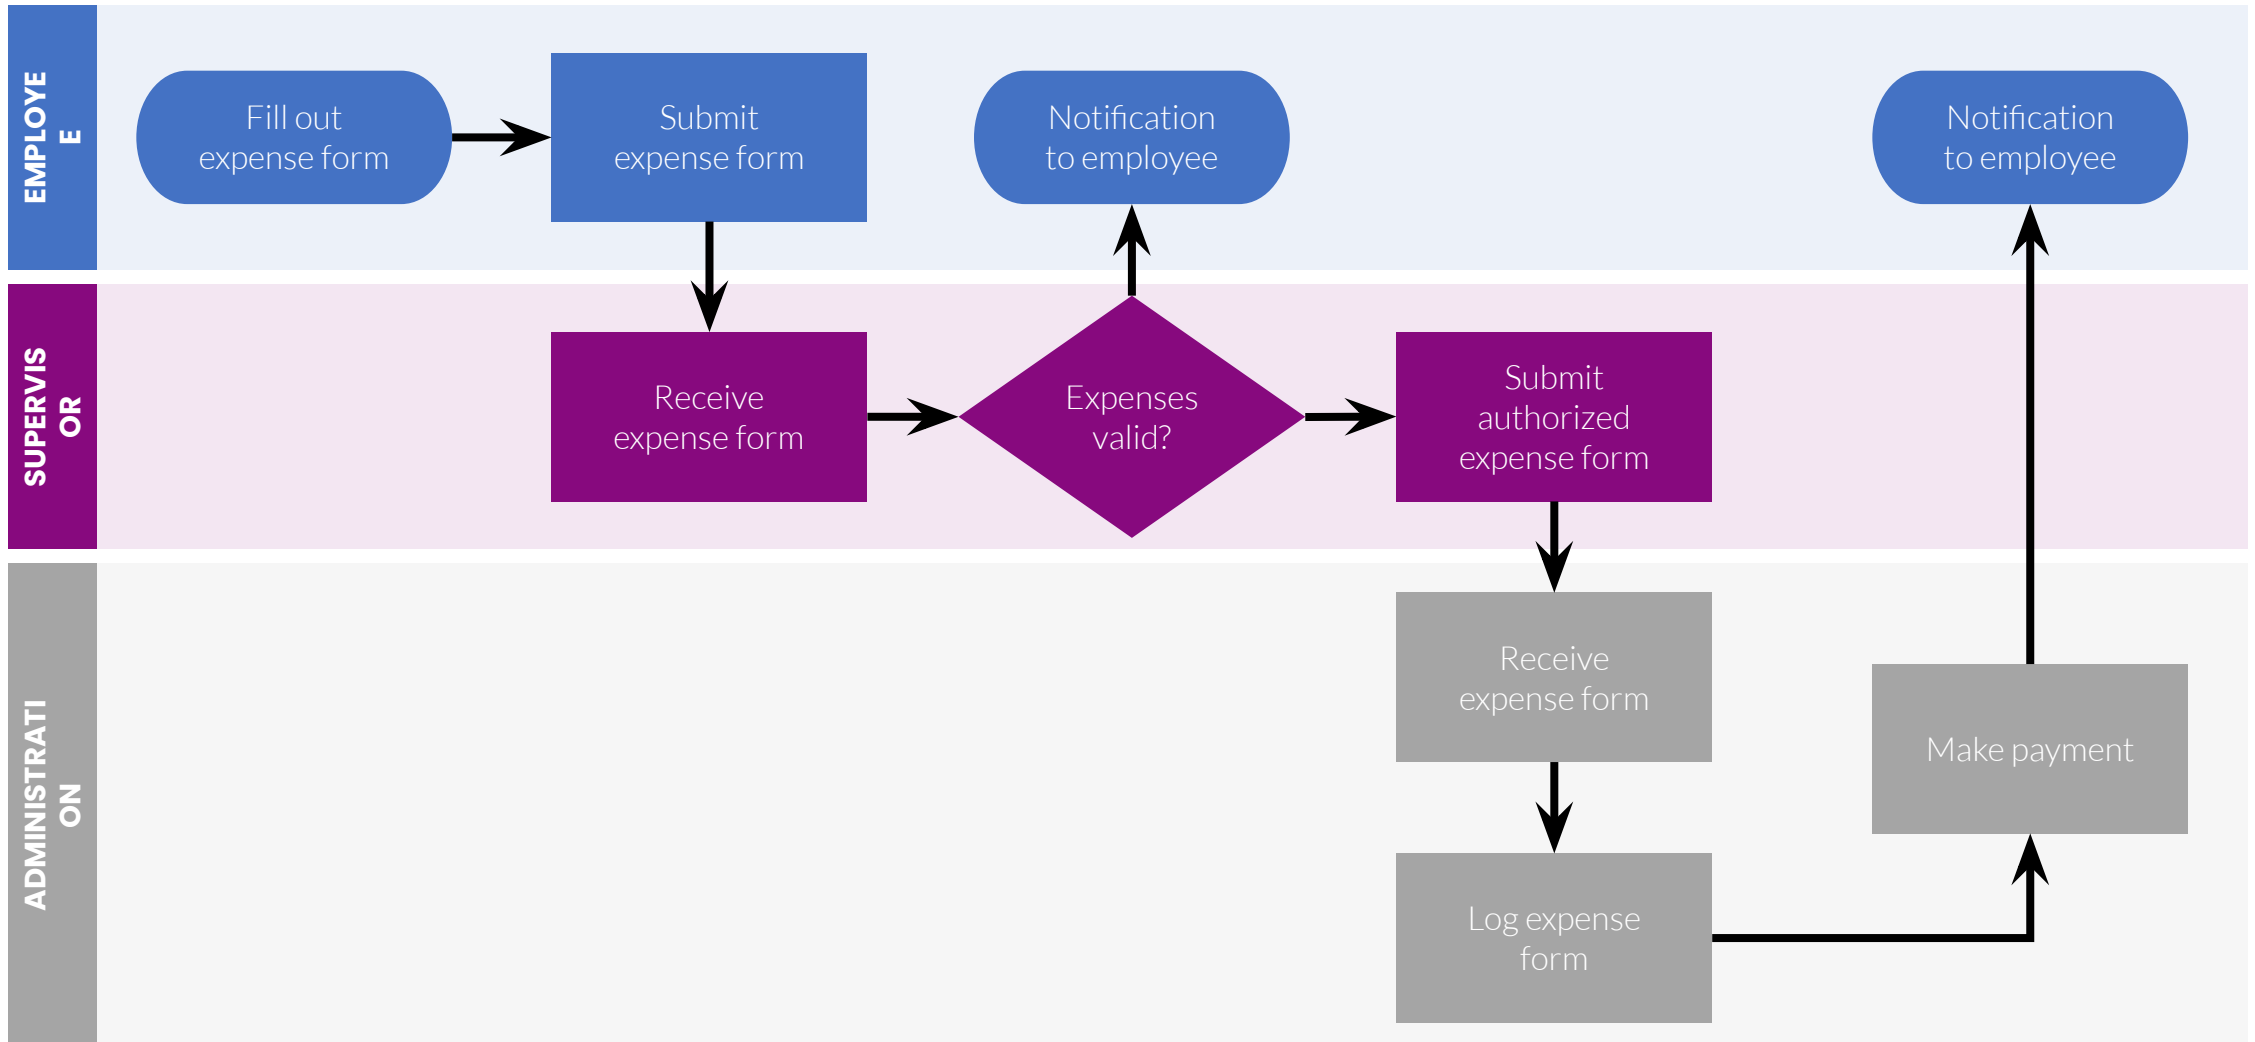 EMPLOYE
E
Fill out
expense form
Submit
expense form
Notification
to employee
Notification
to employee
SUPERVIS
OR
Receive
expense form
Expenses
valid?
Submit
authorized
expense form
ADMINISTRATI
ON
Receive
expense form
Make payment
Log expense
form